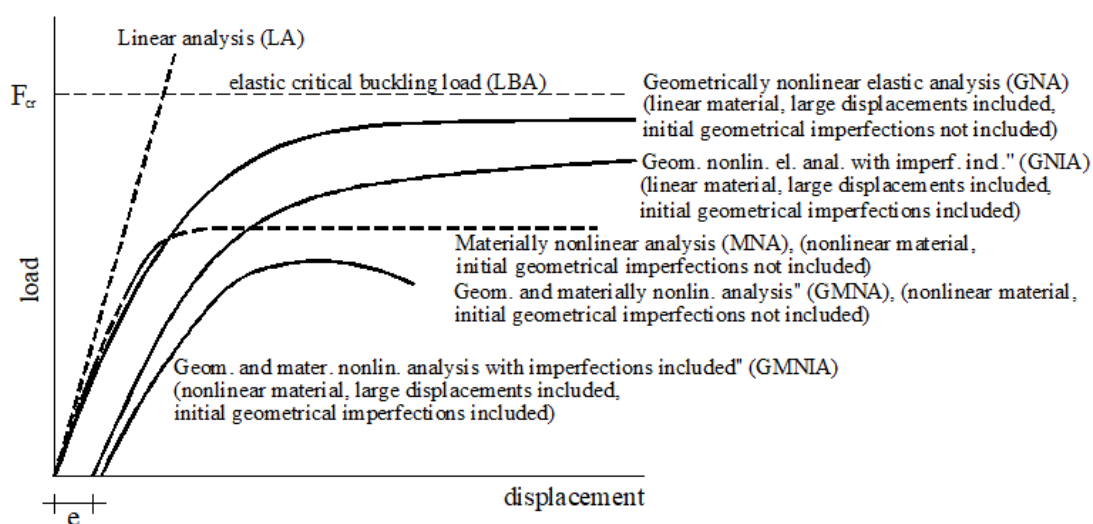 Linear analysis (LA)
elastic critical buckling load (LBA)
F_cr
Geometrically nonlinear elastic analysis (GNA)
(linear material, large displacements included,
initial geometrical imperfections not included)
Geom. nonlin. el. anal. with imperf. incl." (GNIA)
(linear material, large displacements included,
initial geometrical imperfections included)
Materially nonlinear analysis (MNA), (nonlinear material,
initial geometrical imperfections not included)
Geom. and materially nonlin. analysis" (GMNA), (nonlinear material,
initial geometrical imperfections not included)
load
Geom. and mater. nonlin. analysis with imperfections included" (GMNIA)
(nonlinear material, large displacements included,
initial geometrical imperfections included)
displacement
e